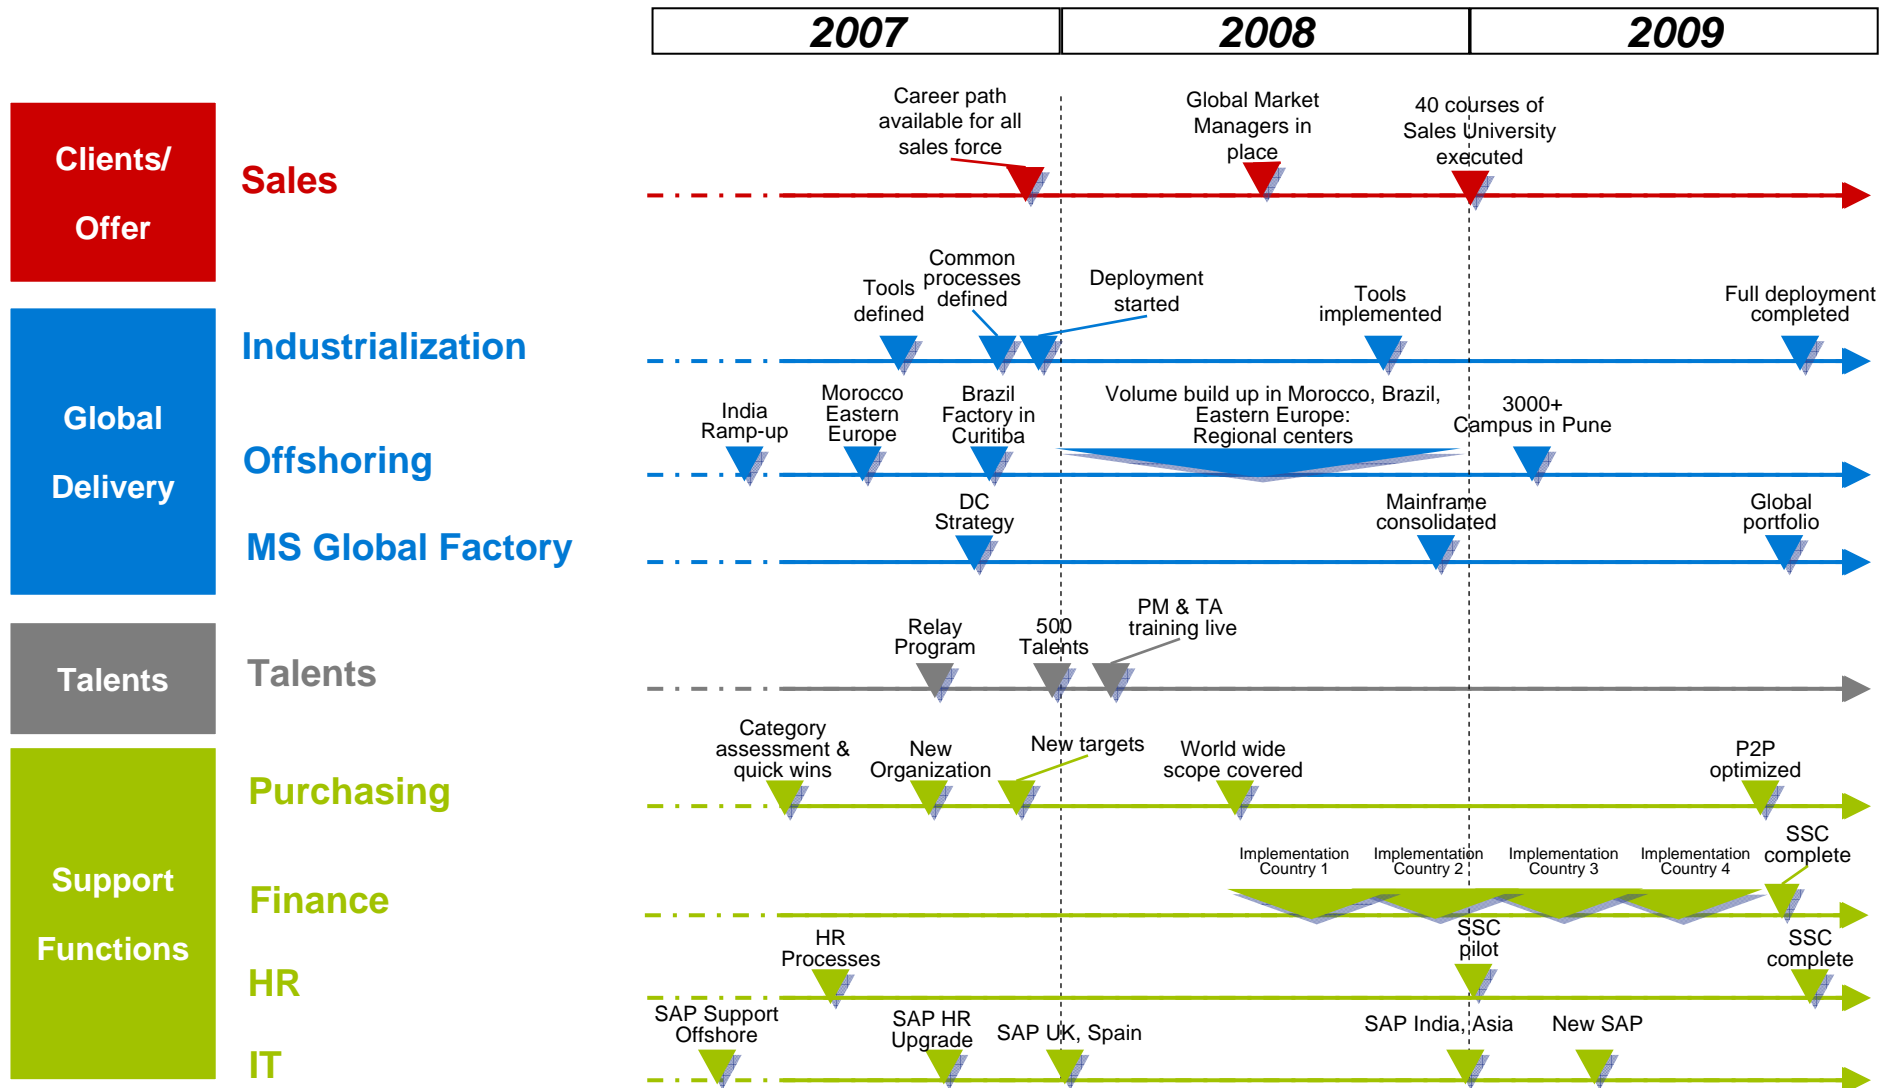 2007
2008
2009
Clients/
Offer
Sales
Career path
available for all
sales force
Global Market
Managers in
place
40 courses of
Sales University
executed
Global
Delivery
Industrialization
Tools
defined
Common
processes
defined
Deployment
started
Tools
implemented
Full deployment
completed
Offshoring
India
Ramp-up
Morocco
Eastern
Europe
Brazil
Factory in
Curitiba
Volume build up in Morocco, Brazil,
Eastern Europe:
Regional centers
3000+
Campus in Pune
MS Global Factory
DC
Strategy
Mainframe
consolidated
Global
portfolio
Talents
Talents
Relay
Program
500
Talents
PM & TA
training live
Support
Functions
Purchasing
Category
assessment &
quick wins
New
Organization
New targets
World wide
scope covered
P2P
optimized
Finance
Implementation
Country 1
Implementation
Country 2
Implementation
Country 3
Implementation
Country 4
SSC
complete
HR
HR
Processes
SSC
pilot
SSC
complete
IT
SAP Support
Offshore
SAP HR
Upgrade
SAP UK, Spain
SAP India, Asia
New SAP